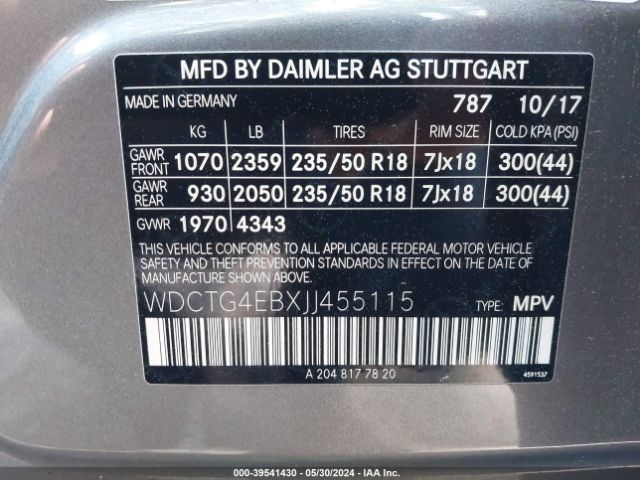 MFD BY DAIMLER AG STUTTGART
MADE IN GERMANY 787 10/17
KG LB TIRES RIM SIZE COLD KPA (PSI)
GAWR FRONT 1070 2359 235/50 R18 7Jx18 300(44)
GAWR REAR 930 2050 235/50 R18 7Jx18 300(44)
GVWR 1970 4343
THIS VEHICLE CONFORMS TO ALL APPLICABLE FEDERAL MOTOR VEHICLE
SAFETY AND THEFT PREVENTION STANDARDS IN EFFECT ON THE DATE OF
MANUFACTURE SHOWN ABOVE.
WDCTG4EBXJJ455115 TYPE: MPV
A 204 817 78 20 4591537
000-39541430 - 05/30/2024 - IAA Inc.